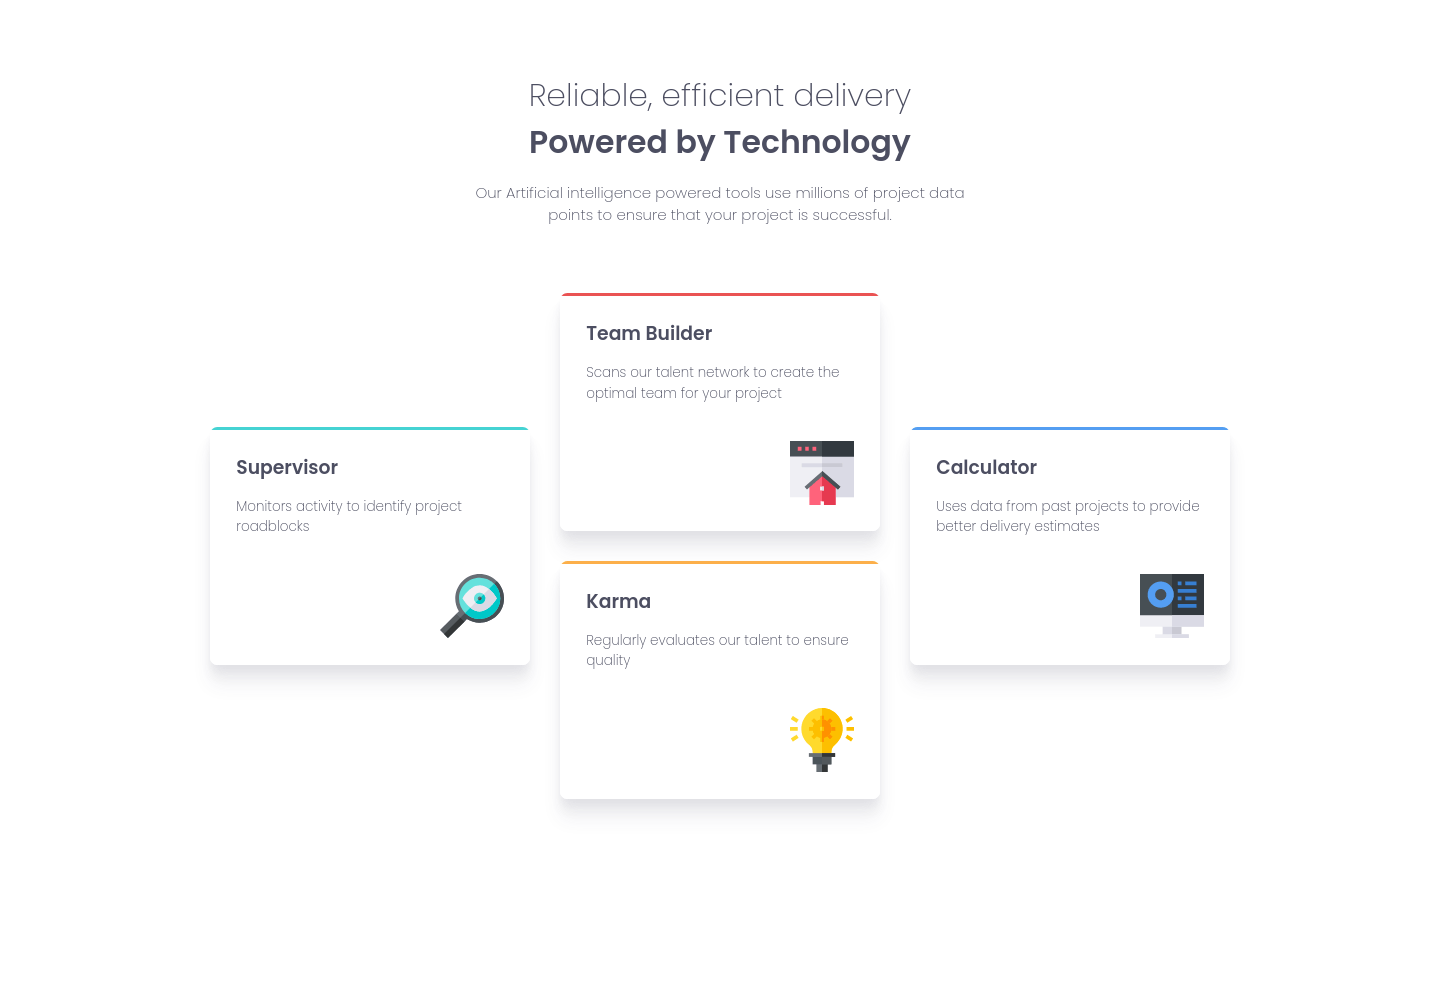 Reliable, efficient delivery
Powered by Technology
Our Artificial intelligence powered tools use millions of project data
points to ensure that your project is successful.
Supervisor
Monitors activity to identify project
roadblocks
Team Builder
Scans our talent network to create the
optimal team for your project
Karma
Regularly evaluates our talent to ensure
quality
Calculator
Uses data from past projects to provide
better delivery estimates